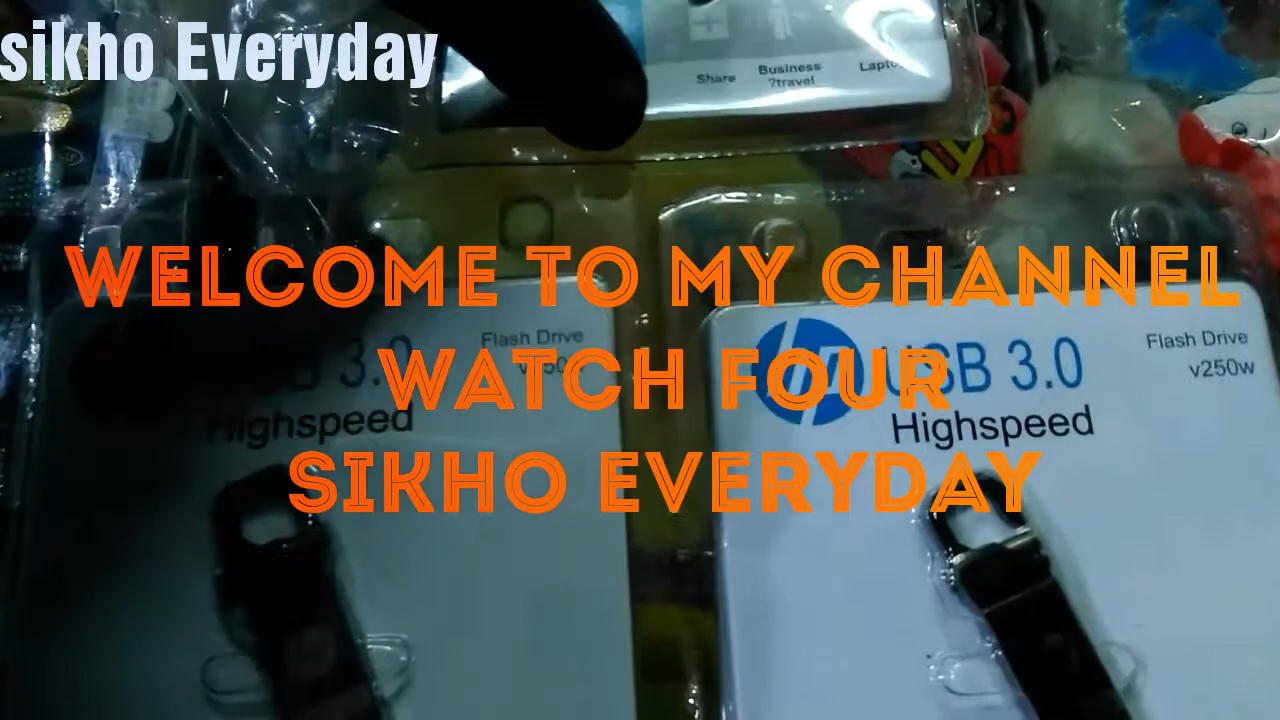 sikho Everyday
Share
Business
?travel
WELCOME TO MY CHANNEL
WATCH FOUR
SIKHO EVERYDAY
3.0
Flash Drive
Highspeed
hp USB 3.0
Flash Drive
v250w
Highspeed